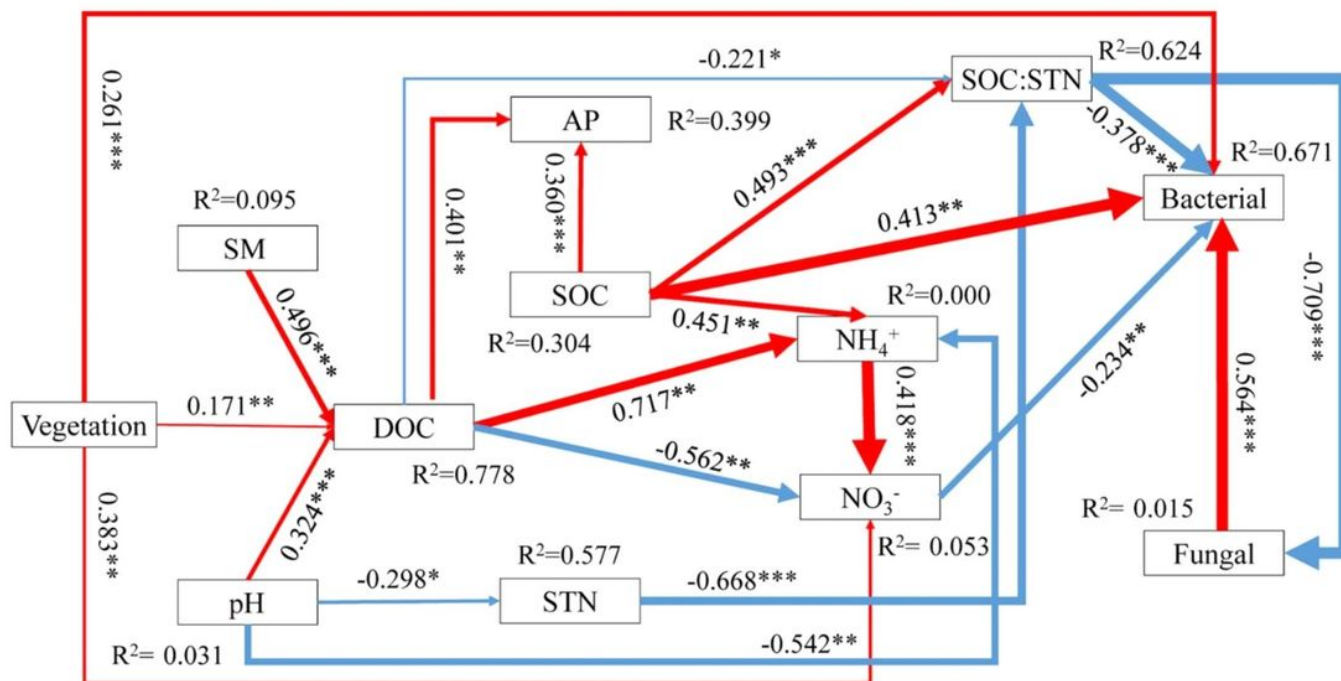 -0.221*
SOC:STN
R²=0.624
0.261***
AP
R²=0.399
-0.378***
R²=0.671
0.493***
Bacterial
R²=0.095
SM
0.401**
0.360***
0.413**
SOC
R²=0.304
0.451**
R²=0.000
NH₄⁺
-0.709***
0.496***
-0.234**
0.564***
Vegetation
0.171**
DOC
R²=0.778
0.717**
0.418***
-0.562**
NO₃⁻
R²= 0.053
R²= 0.015
Fungal
0.383**
0.324***
R²=0.577
pH
-0.298*
STN
-0.668***
R²= 0.031
-0.542**